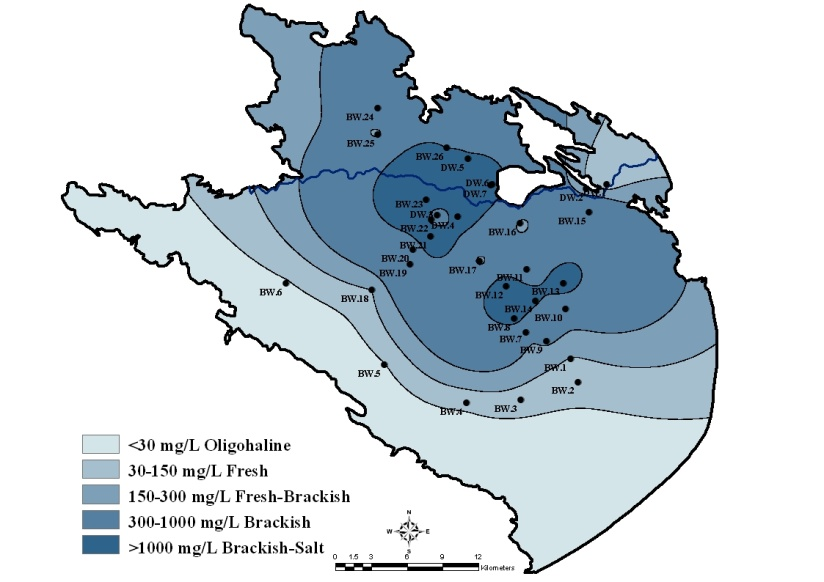 BW.24
BW.25
BW.26
DW.5
DW.6
DW.7
DW.2
BW.23
DW.4
BW.22
BW.15
BW.16
BW.21
BW.20
BW.19
BW.17
BW.11
BW.6
BW.18
BW.12
BW.13
BW.14
BW.10
BW.8
BW.7
BW.9
BW.5
BW.1
BW.2
BW.4
BW.3
<30 mg/L Oligohaline
30-150 mg/L Fresh
150-300 mg/L Fresh-Brackish
300-1000 mg/L Brackish
>1000 mg/L Brackish-Salt
N
W E
S
0 1.5 3 6 9 12
Kilometers